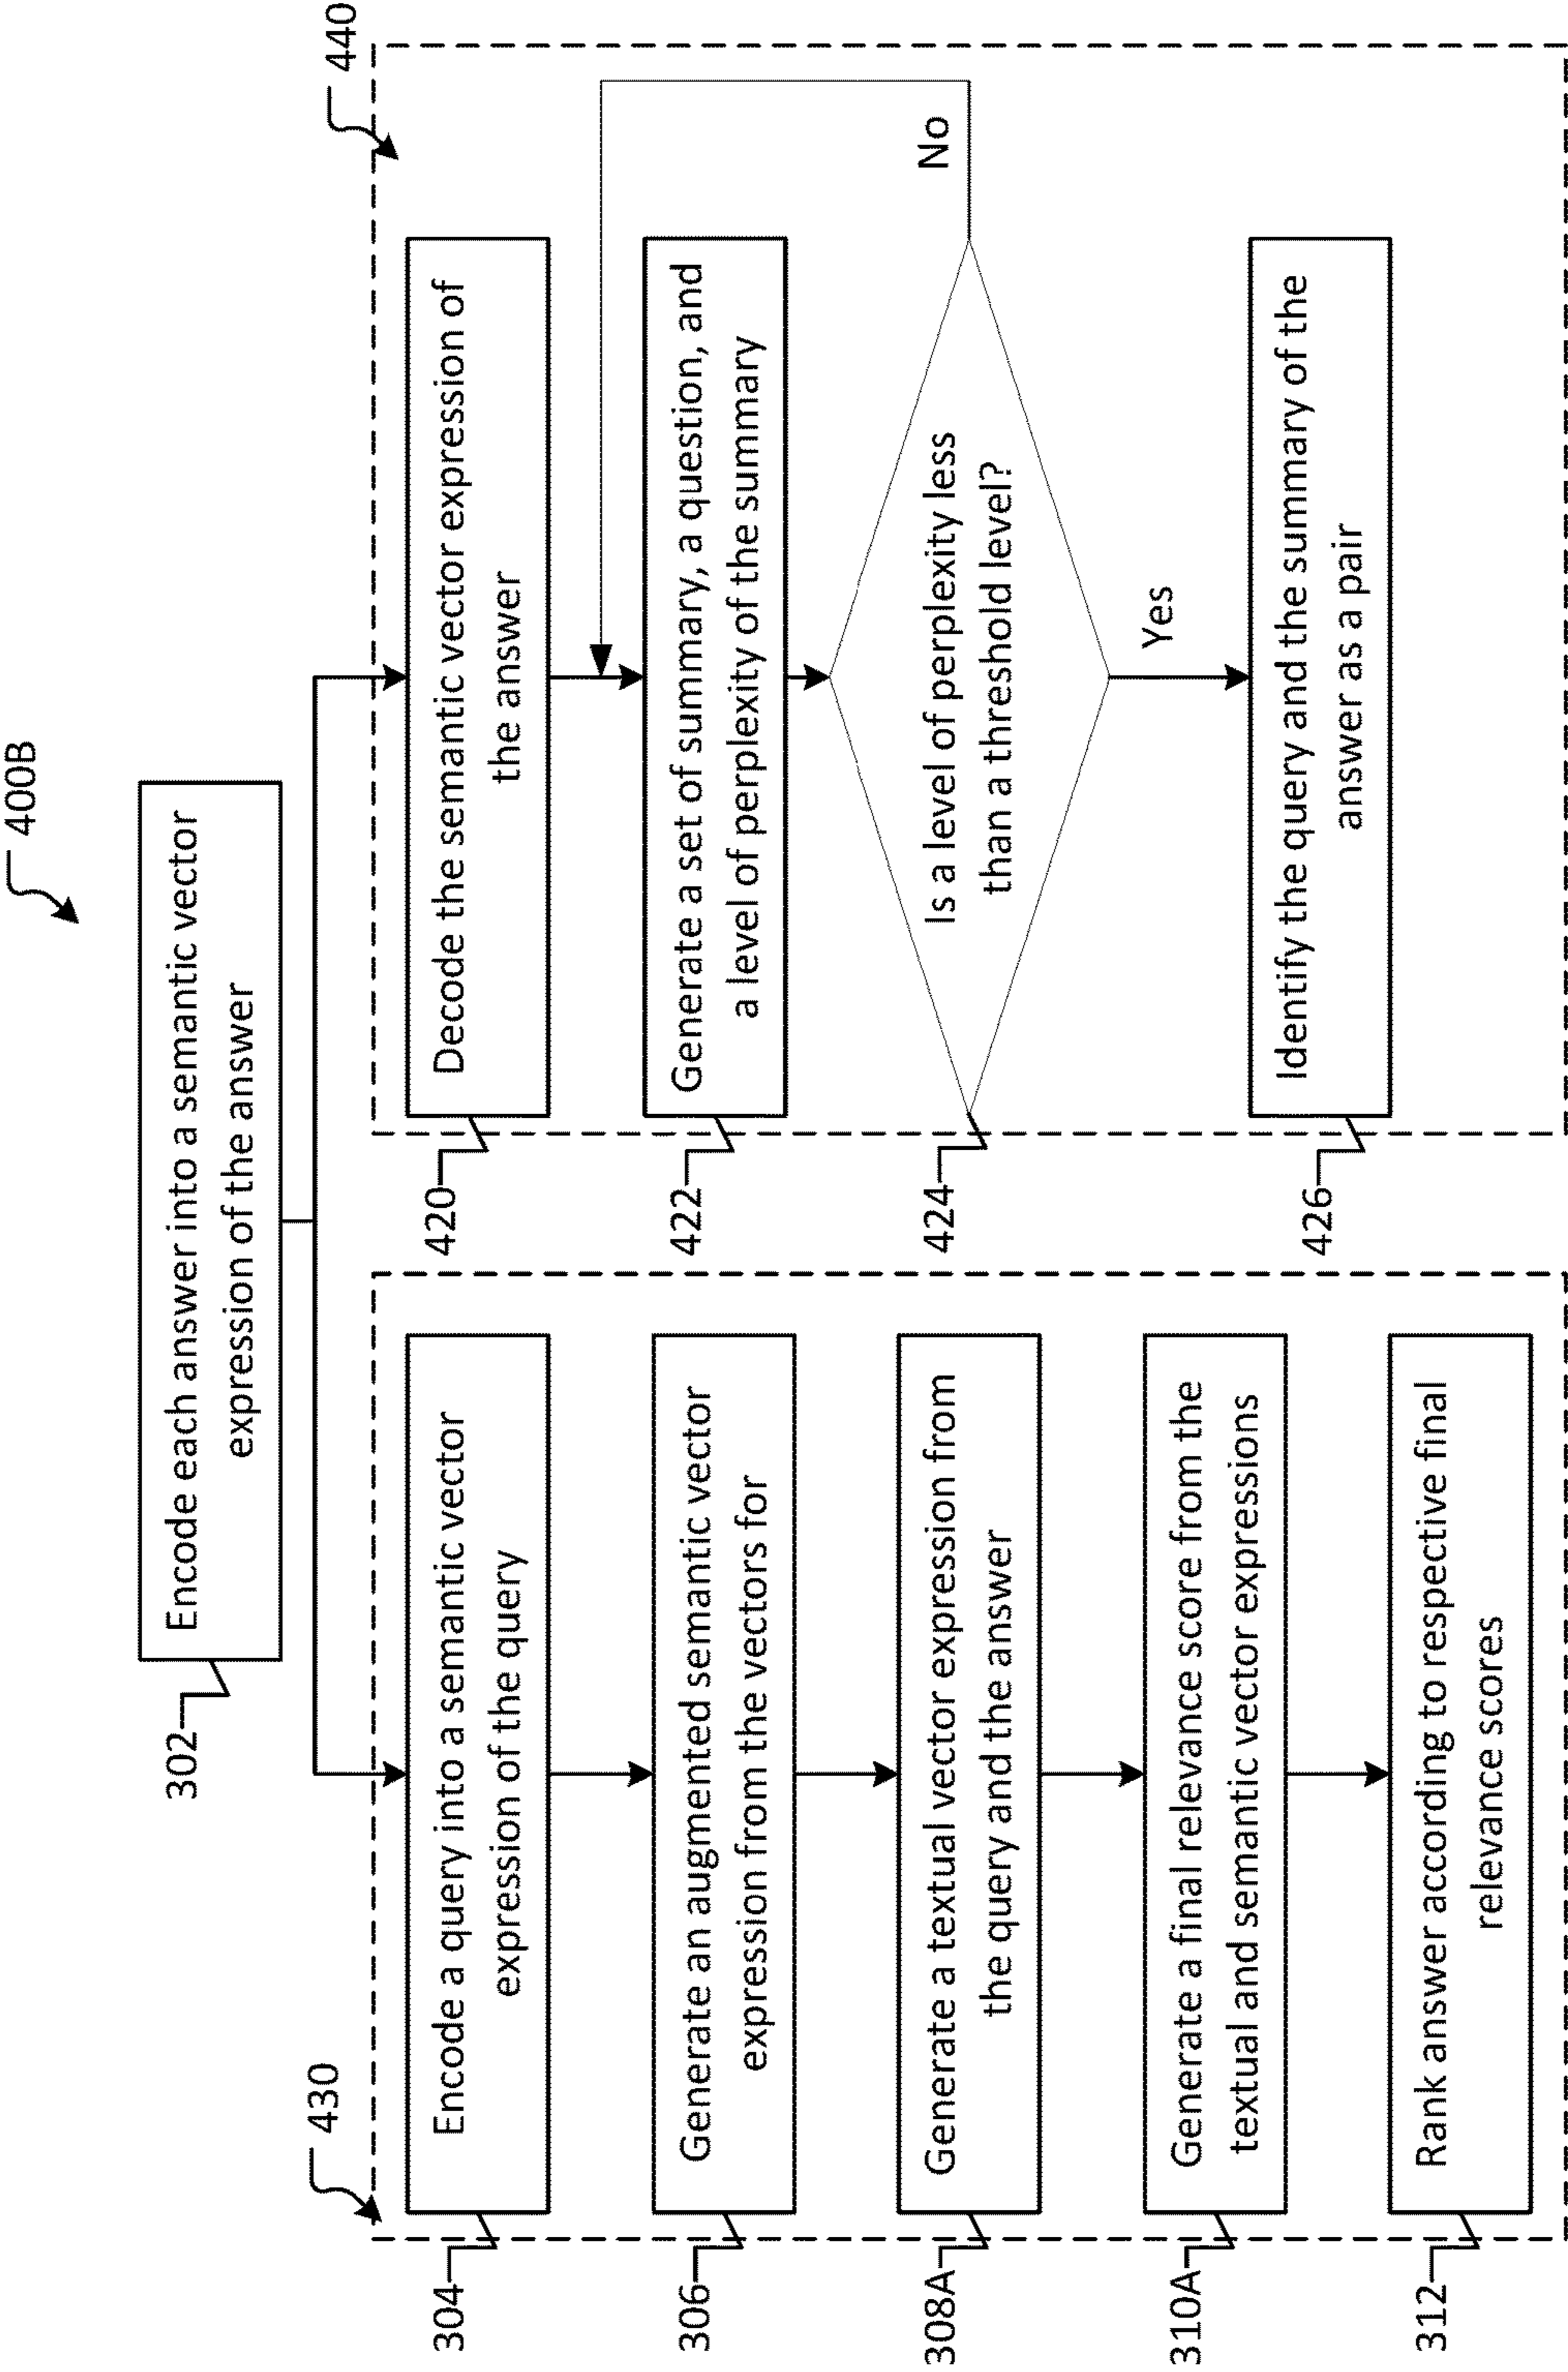 400B
302
Encode each answer into a semantic vector
expression of the answer
430
304
Encode a query into a semantic vector
expression of the query
306
Generate an augmented semantic vector
expression from the vectors for
308A
Generate a textual vector expression from
the query and the answer
310A
Generate a final relevance score from the
textual and semantic vector expressions
312
Rank answer according to respective final
relevance scores
440
420
Decode the semantic vector expression of
the answer
422
Generate a set of summary, a question, and
a level of perplexity of the summary
424
Is a level of perplexity less
than a threshold level?
No
Yes
426
Identify the query and the summary of the
answer as a pair